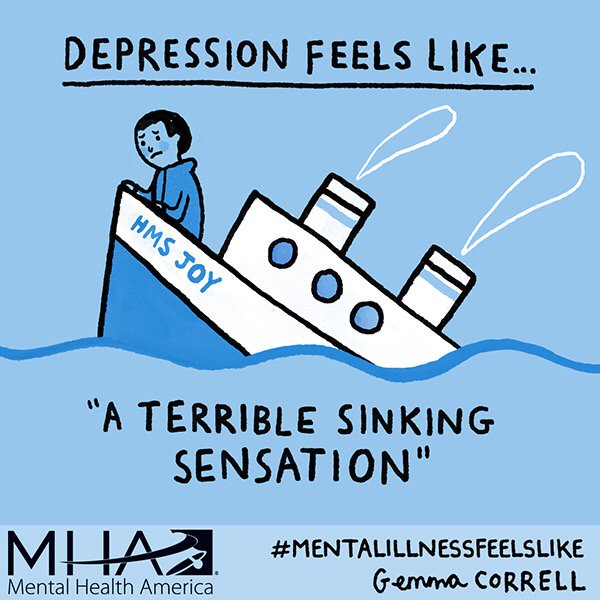 DEPRESSION FEELS LIKE...
HMS JOY
"A TERRIBLE SINKING
SENSATION"
MHA
Mental Health America®
#MENTALILLNESSFEELSLIKE
Gemma CORRELL